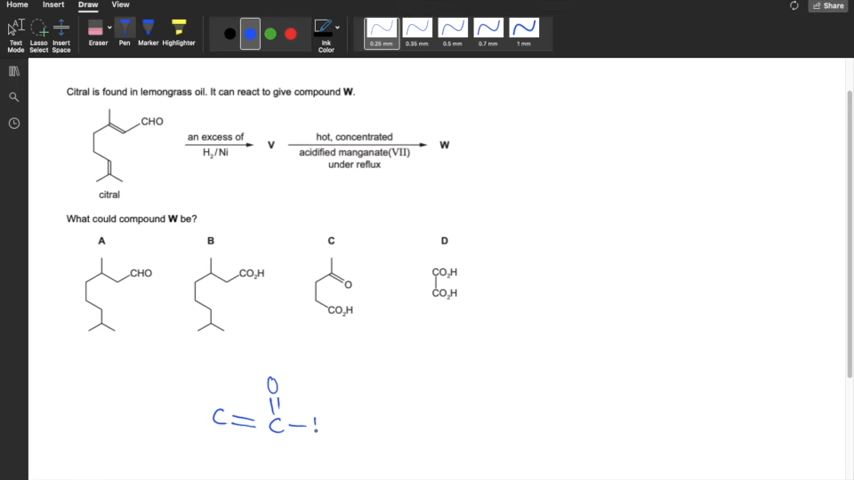 Home Insert Draw View
Share
Text Mode
Lasso Select
Insert Space
Eraser
Pen
Marker
Highlighter
Ink Color
0.25 mm
0.35 mm
0.5 mm
0.7 mm
1 mm
Citral is found in lemongrass oil. It can react to give compound W.
CHO
citral
an excess of
H₂/Ni
V
hot, concentrated
acidified manganate(VII)
under reflux
W
What could compound W be?
A B C D
CHO
CO₂H
O
CO₂H
CO₂H
CO₂H
O
C = C –